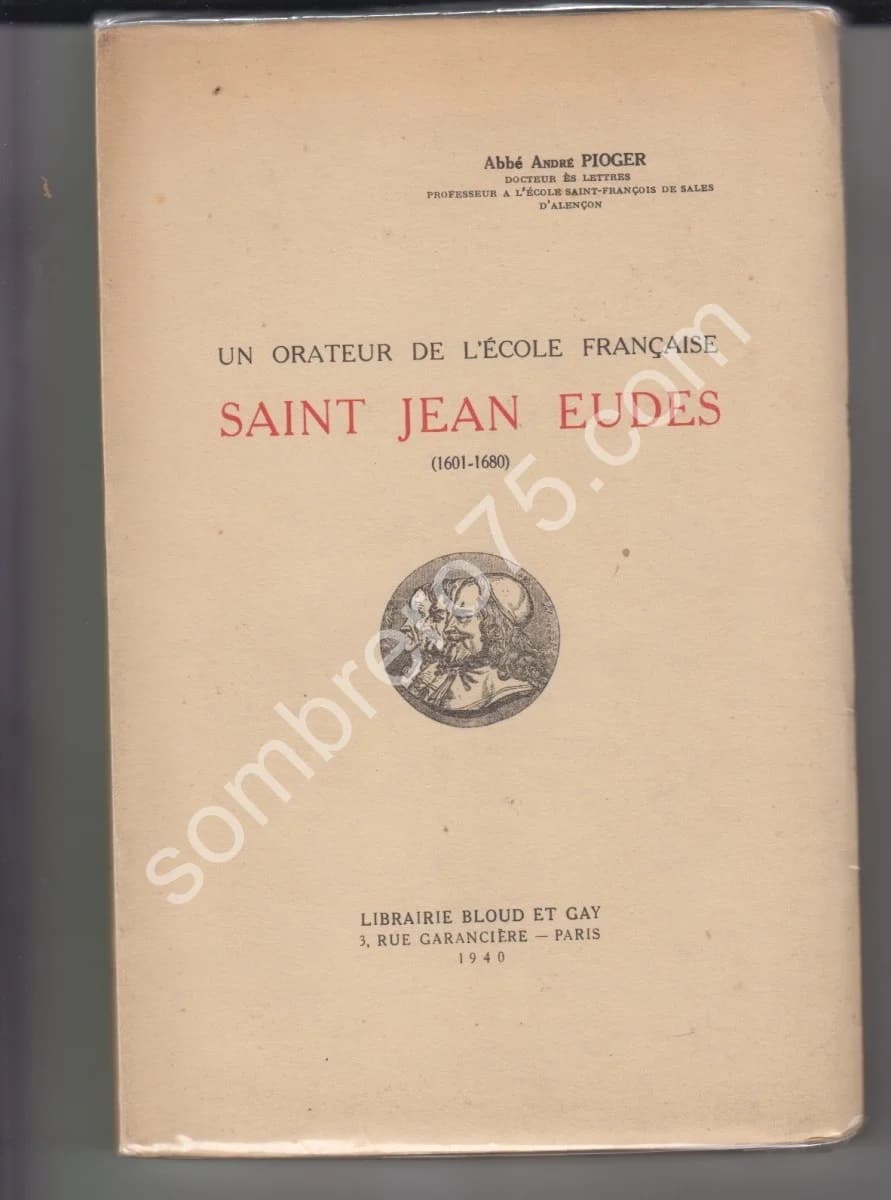 Abbé André PIOGER
DOCTEUR ÈS LETTRES
PROFESSEUR A L'ÉCOLE SAINT-FRANÇOIS DE SALES
D'ALENÇON
UN ORATEUR DE L'ÉCOLE FRANÇAISE
SAINT JEAN EUDES
(1601-1680)
sombrero75.com
LIBRAIRIE BLOUD ET GAY
3, RUE GARANCIÈRE — PARIS
1940